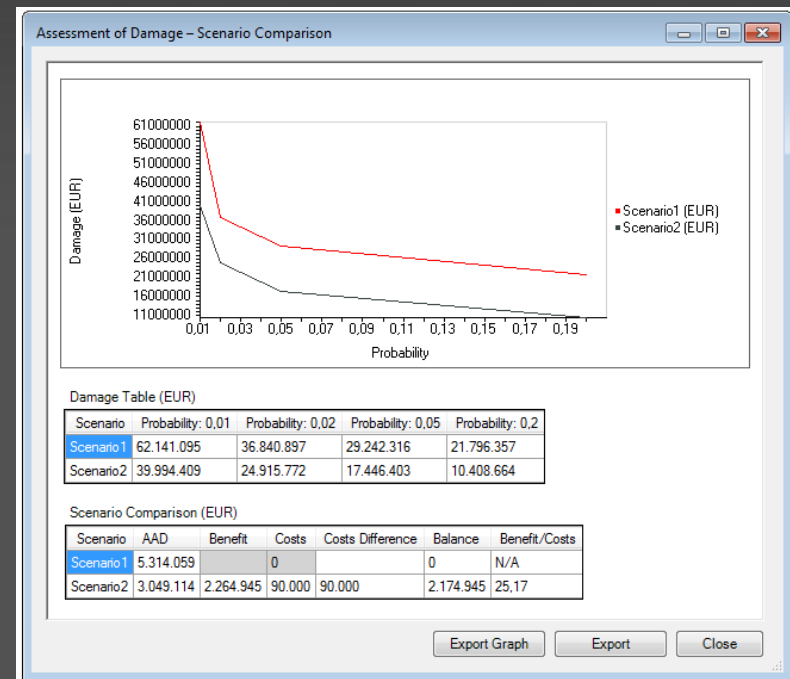 Assessment of Damage – Scenario Comparison
61000000
56000000
51000000
46000000
41000000
36000000
31000000
26000000
21000000
16000000
11000000
Damage (EUR)
0,01 0,03 0,05 0,07 0,09 0,11 0,13 0,15 0,17 0,19
Probability
Scenario1 (EUR)
Scenario2 (EUR)
Damage Table (EUR)
Scenario Probability: 0,01 Probability: 0,02 Probability: 0,05 Probability: 0,2
Scenario1 62.141.095 36.840.897 29.242.316 21.796.357
Scenario2 39.994.409 24.915.772 17.446.403 10.408.664
Scenario Comparison (EUR)
Scenario AAD Benefit Costs Costs Difference Balance Benefit/Costs
Scenario1 5.314.059 0 0 N/A
Scenario2 3.049.114 2.264.945 90.000 90.000 2.174.945 25,17
Export Graph Export Close